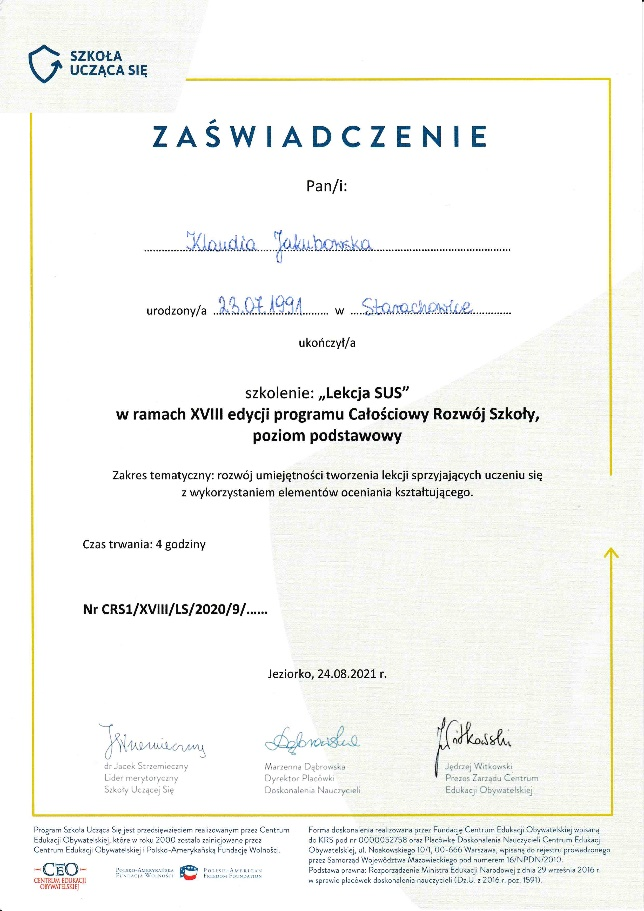 SZKOŁA
UCZĄCA SIĘ
ZAŚWIADCZENIE
Pan/i:
Klaudia Jakubowska
urodzony/a 23.07.1991 w Starachowice
ukończył/a
szkolenie: „Lekcja SUS”
w ramach XVIII edycji programu Całościowy Rozwój Szkoły,
poziom podstawowy
Zakres tematyczny: rozwój umiejętności tworzenia lekcji sprzyjających uczeniu się
z wykorzystaniem elementów oceniania kształtującego.
Czas trwania: 4 godziny
Nr CRS1/XVIII/LS/2020/9/......
Jeziorko, 24.08.2021 r.
JStrzemieczny
Dąbrowska
JWitkowski
dr Jacek Strzemieczny
Lider merytoryczny
Szkoły Uczącej Się
Marzenna Dąbrowska
Dyrektor Placówki
Doskonalenia Nauczycieli
Jędrzej Witkowski
Prezes Zarządu Centrum
Edukacji Obywatelskiej
Program Szkoła Ucząca Się jest przedsięwzięciem realizowanym przez Centrum
Edukacji Obywatelskiej, które w roku 2000 zostało zainicjowane przez
Centrum Edukacji Obywatelskiej i Polsko-Amerykańską Fundację Wolności.
CEO
CENTRUM EDUKACJI
OBYWATELSKIEJ
POLSKO-AMERYKAŃSKA
FUNDACJA WOLNOŚCI
POLISH-AMERICAN
FREEDOM FOUNDATION
Forma doskonalenia realizowana przez Fundację Centrum Edukacji Obywatelskiej wpisaną
do KRS pod nr 0000032758 oraz Placówkę Doskonalenia Nauczycieli Centrum Edukacji
Obywatelskiej, ul. Noakowskiego 10/1, 00-666 Warszawa, wpisaną do rejestru prowadzonego
przez Samorząd Województwa Mazowieckiego pod numerem 16/NPDN/2010.
Podstawa prawna: Rozporządzenie Ministra Edukacji Narodowej z dnia 29 września 2016 r.
w sprawie placówek doskonalenia nauczycieli (Dz.U. z 2016 r. poz. 1591).